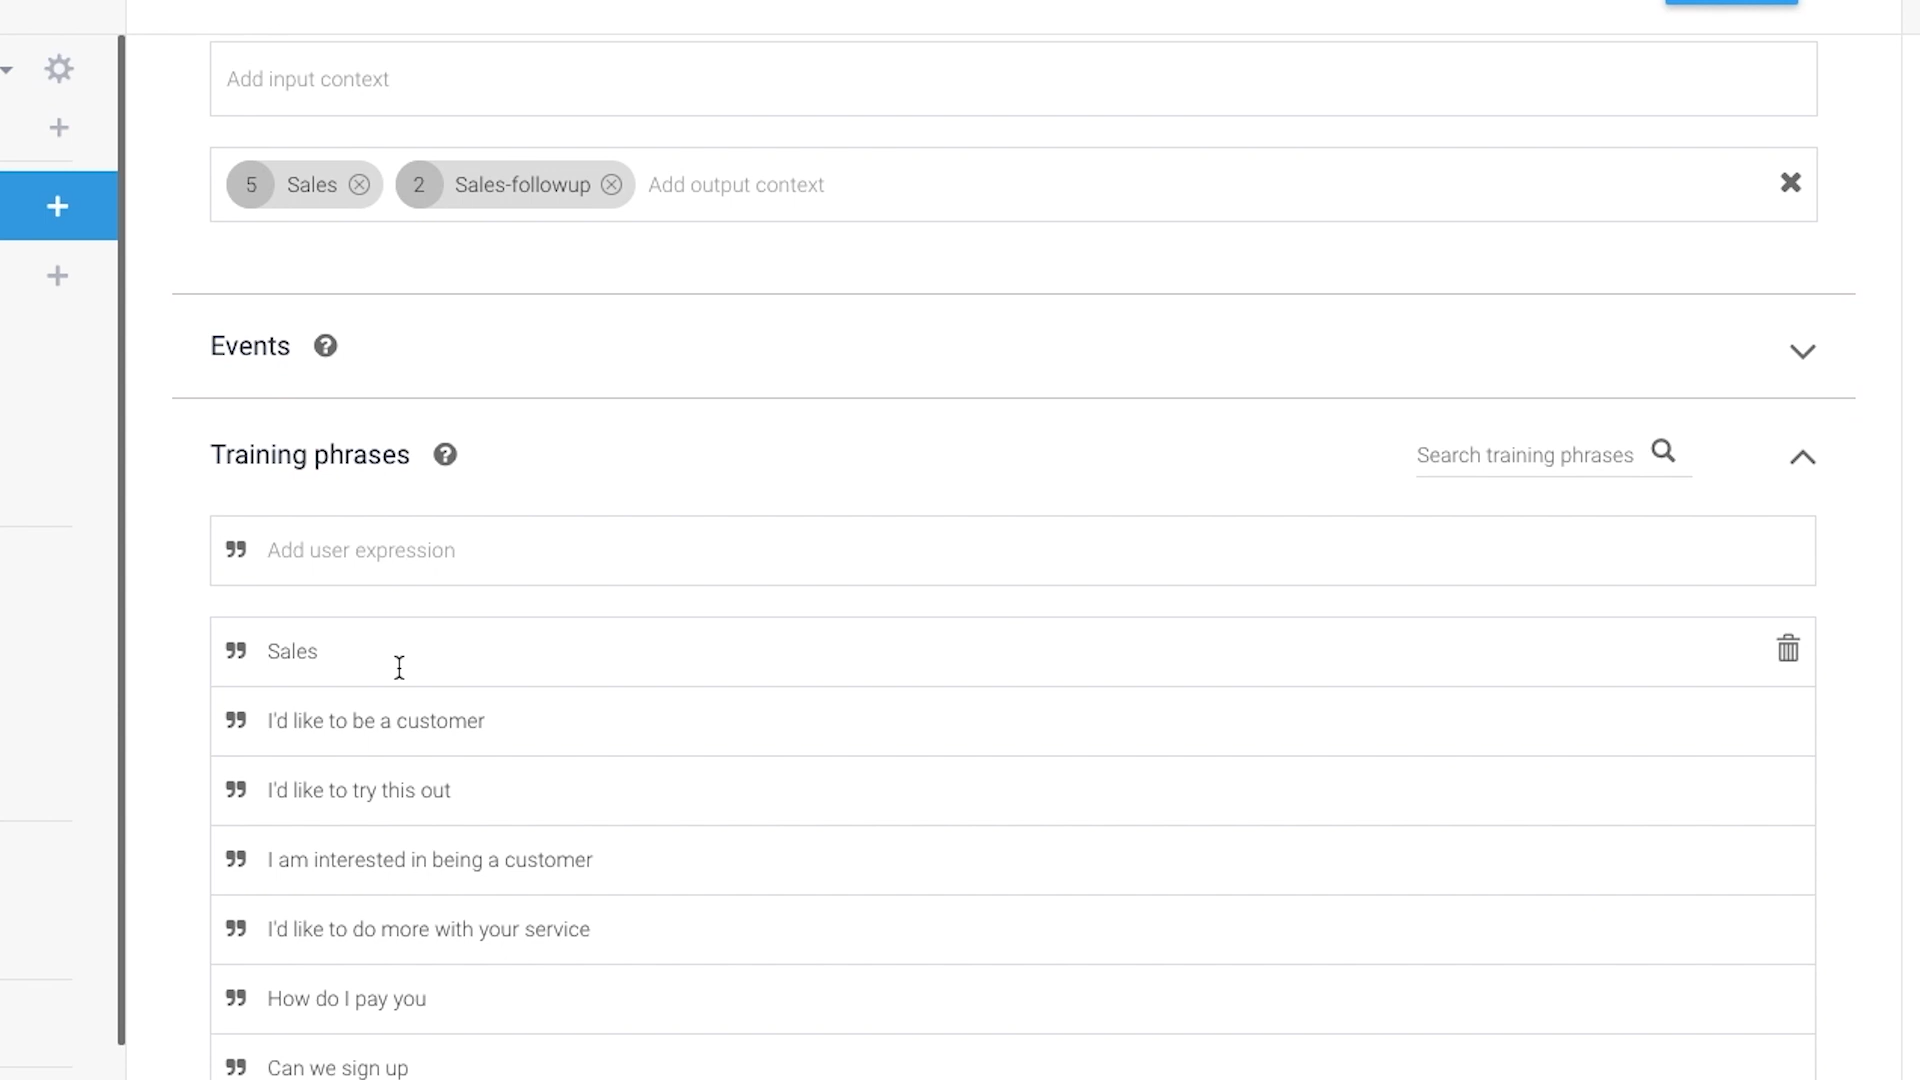 Add input context
5 Sales 2 Sales-followup Add output context
Events
Training phrases Search training phrases
Add user expression
Sales
I'd like to be a customer
I'd like to try this out
I am interested in being a customer
I'd like to do more with your service
How do I pay you
Can we sign up